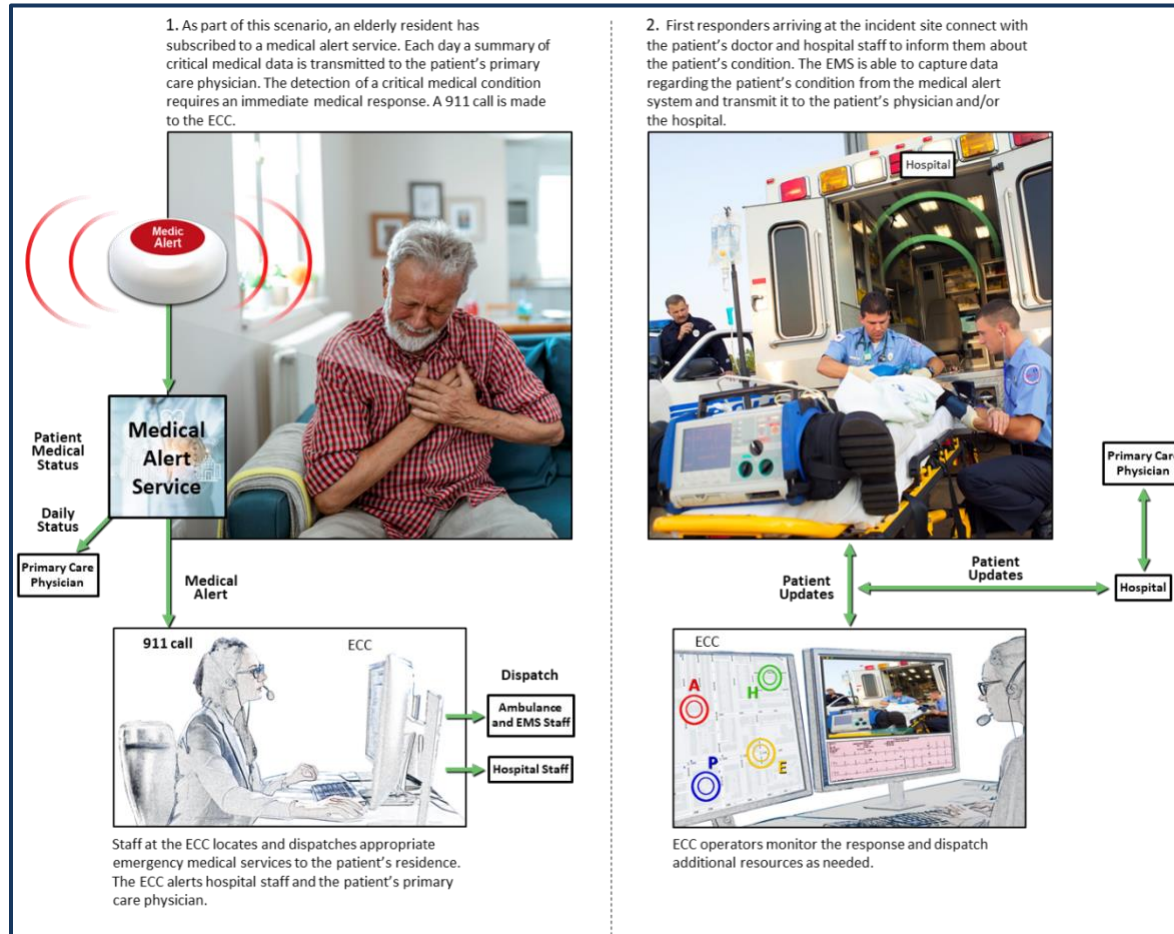 1. As part of this scenario, an elderly resident has
subscribed to a medical alert service. Each day a summary of
critical medical data is transmitted to the patient's primary
care physician. The detection of a critical medical condition
requires an immediate medical response. A 911 call is made
to the ECC.
Medic
Alert
Medical
Alert
Service
Patient
Medical
Status
Daily
Status
Primary Care
Physician
Medical
Alert
911 call
ECC
Dispatch
Ambulance
and EMS Staff
Hospital Staff
Staff at the ECC locates and dispatches appropriate
emergency medical services to the patient's residence.
The ECC alerts hospital staff and the patient's primary
care physician.
2. First responders arriving at the incident site connect with
the patient's doctor and hospital staff to inform them about
the patient's condition. The EMS is able to capture data
regarding the patient's condition from the medical alert
system and transmit it to the patient's physician and/or
the hospital.
Hospital
Primary Care
Physician
Patient
Updates
Patient
Updates
Hospital
ECC
A
H
P
E
ECC operators monitor the response and dispatch
additional resources as needed.